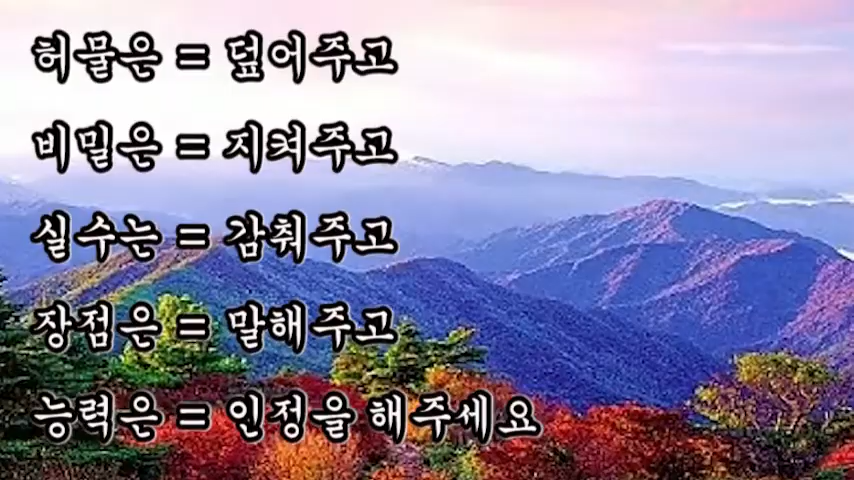 허물은 = 덮어주고
비밀은 = 지켜주고
실수는 = 감춰주고
장점은 = 말해주고
능력은 = 인정을 해주세요